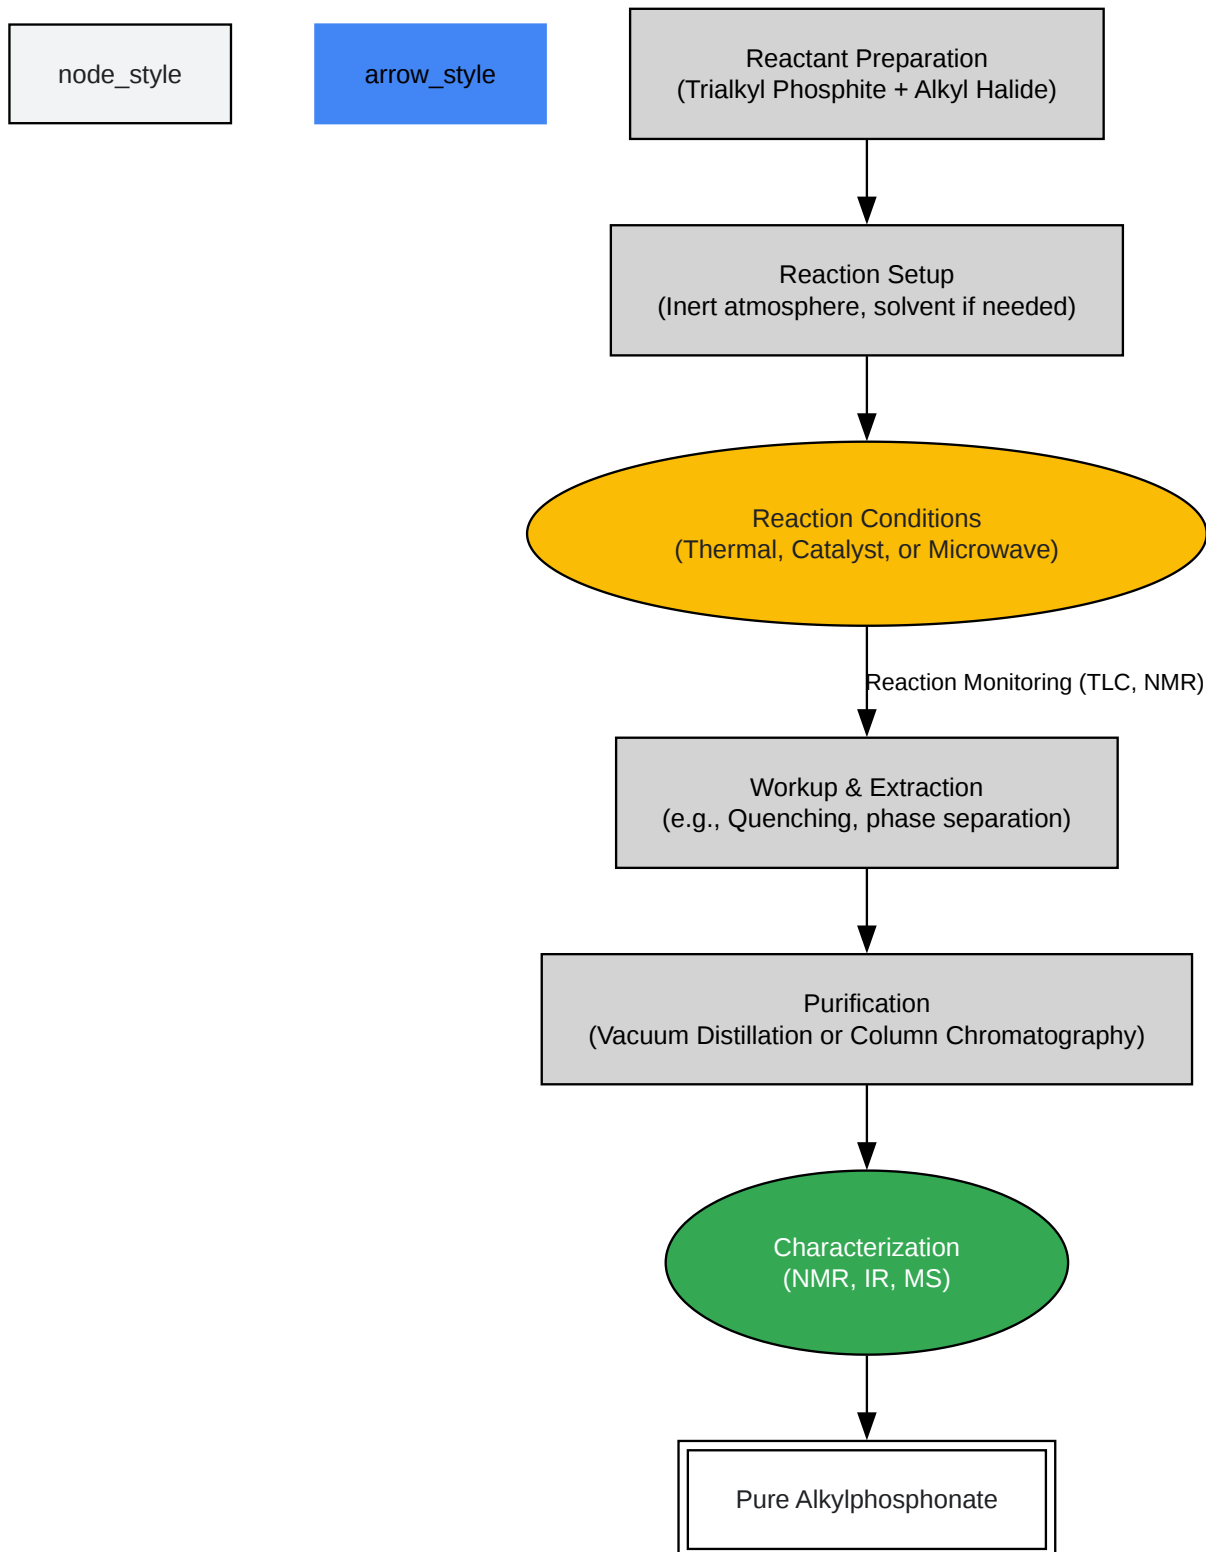 node_style
arrow_style
Reactant Preparation
(Trialkyl Phosphite + Alkyl Halide)
Reaction Setup
(Inert atmosphere, solvent if needed)
Reaction Conditions
(Thermal, Catalyst, or Microwave)
Reaction Monitoring (TLC, NMR)
Workup & Extraction
(e.g., Quenching, phase separation)
Purification
(Vacuum Distillation or Column Chromatography)
Characterization
(NMR, IR, MS)
Pure Alkylphosphonate